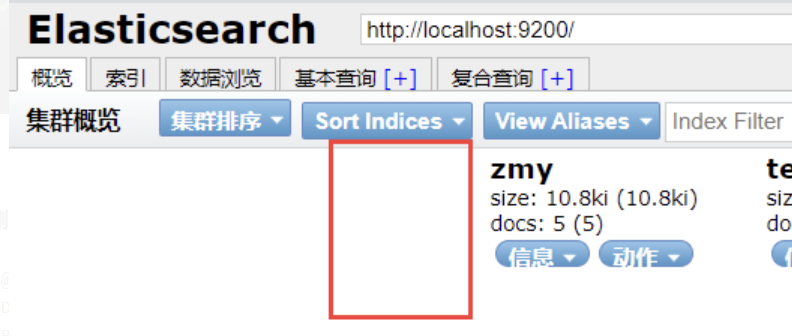 Elasticsearch http://localhost:9200/
概览 索引 数据浏览 基本查询 [+] 复合查询 [+]
集群概览 集群排序 Sort Indices View Aliases Index Filter
zmy te
size: 10.8ki (10.8ki) siz
docs: 5 (5) do
信息 动作